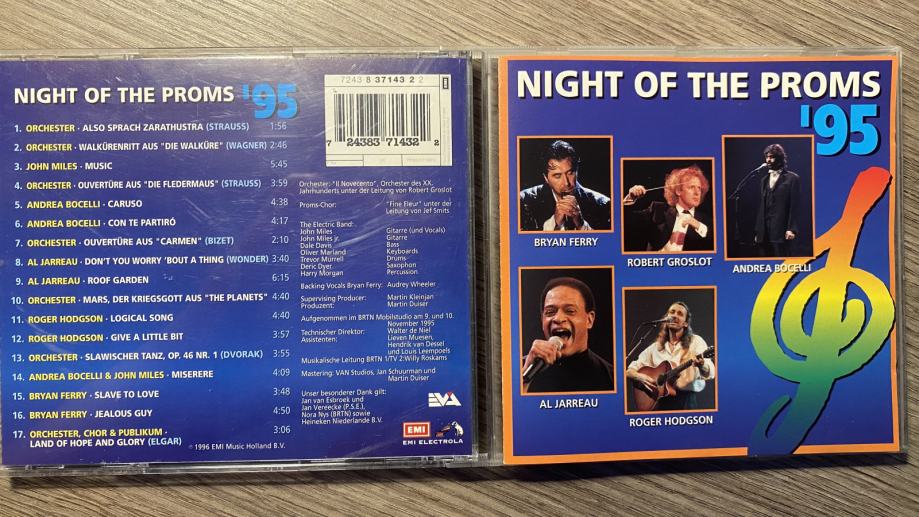 NIGHT OF THE PROMS '95
1. ORCHESTER · ALSO SPRACH ZARATHUSTRA (STRAUSS) 1:56
2. ORCHESTER · WALKÜRENRITT AUS "DIE WALKÜRE" (WAGNER) 2:46
3. JOHN MILES · MUSIC 5:45
4. ORCHESTER · OUVERTÜRE AUS "DIE FLEDERMAUS" (STRAUSS) 3:59
5. ANDREA BOCELLI · CARUSO 4:38
6. ANDREA BOCELLI · CON TE PARTIRÓ 4:17
7. ORCHESTER · OUVERTÜRE AUS "CARMEN" (BIZET) 2:10
8. AL JARREAU · DON'T YOU WORRY 'BOUT A THING (WONDER) 3:40
9. AL JARREAU · ROOF GARDEN 6:15
10. ORCHESTER · MARS, DER KRIEGSGOTT AUS "THE PLANETS" 4:40
11. ROGER HODGSON · LOGICAL SONG 4:40
12. ROGER HODGSON · GIVE A LITTLE BIT 3:57
13. ORCHESTER · SLAWISCHER TANZ, OP. 46 NR. 1 (DVORAK) 3:55
14. ANDREA BOCELLI & JOHN MILES · MISERERE 4:09
15. BRYAN FERRY · SLAVE TO LOVE 3:48
16. BRYAN FERRY · JEALOUS GUY 4:50
17. ORCHESTER, CHOR & PUBLIKUM · 3:06
LAND OF HOPE AND GLORY (ELGAR)
℗ 1996 EMI Music Holland B.V.
7243 8 37143 2 2
7 24383 71432 2
Orchester: "Il Novecento", Orchester des XX.
Jahrhunderts unter der Leitung von Robert Groslot
Proms-Chor: "Fine Fleur" unter der
Leitung von Jef Smits
The Electric Band:
John Miles Gitarre (und Vocals)
John Miles jr. Gitarre
Dale Davis Bass
Oliver Marland Keyboards
Trevor Murrell Drums
Deric Dyer Saxophon
Harry Morgan Percussion
Backing Vocals Bryan Ferry: Audrey Wheeler
Supervising Producer: Martin Kleinjan
Produzent: Martin Duiser
Aufgenommen im BRTN Mobilstudio am 9. und 10.
November 1995
Technischer Direktor: Walter de Niel
Assistenten: Lieven Muesen,
Hendrik van Dessel
und Louis Leempoels
Musikalische Leitung BRTN 1/TV 2: Willy Roskams
Mastering: VAN Studios, Jan Schuurman und
Martin Duiser
Unser besonderer Dank gilt:
Jan van Esbroek und
Jan Vereecke (P.S.E.),
Nora Nys (BRTN) sowie
Heineken Niederlande B.V.
EVA
EMI
EMI ELECTROLA
NIGHT OF THE PROMS
'95
BRYAN FERRY
ROBERT GROSLOT
ANDREA BOCELLI
AL JARREAU
ROGER HODGSON